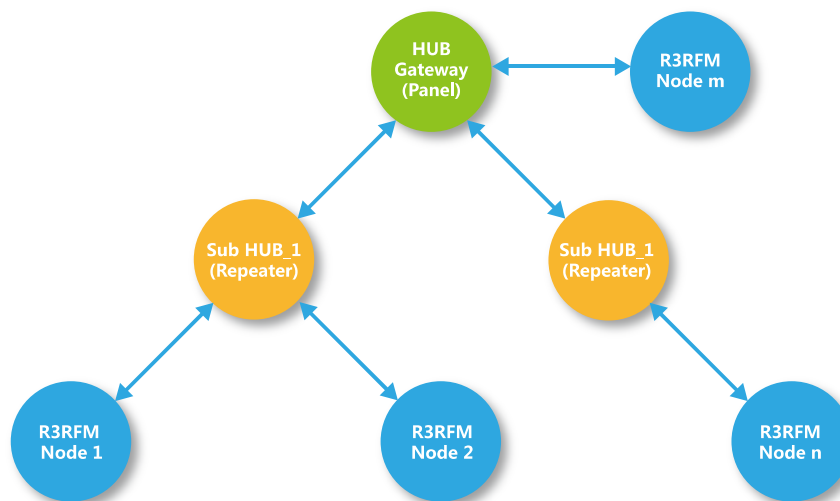 HUB
Gateway
(Panel)
R3RFM
Node m
Sub HUB_1
(Repeater)
Sub HUB_1
(Repeater)
R3RFM
Node 1
R3RFM
Node 2
R3RFM
Node n